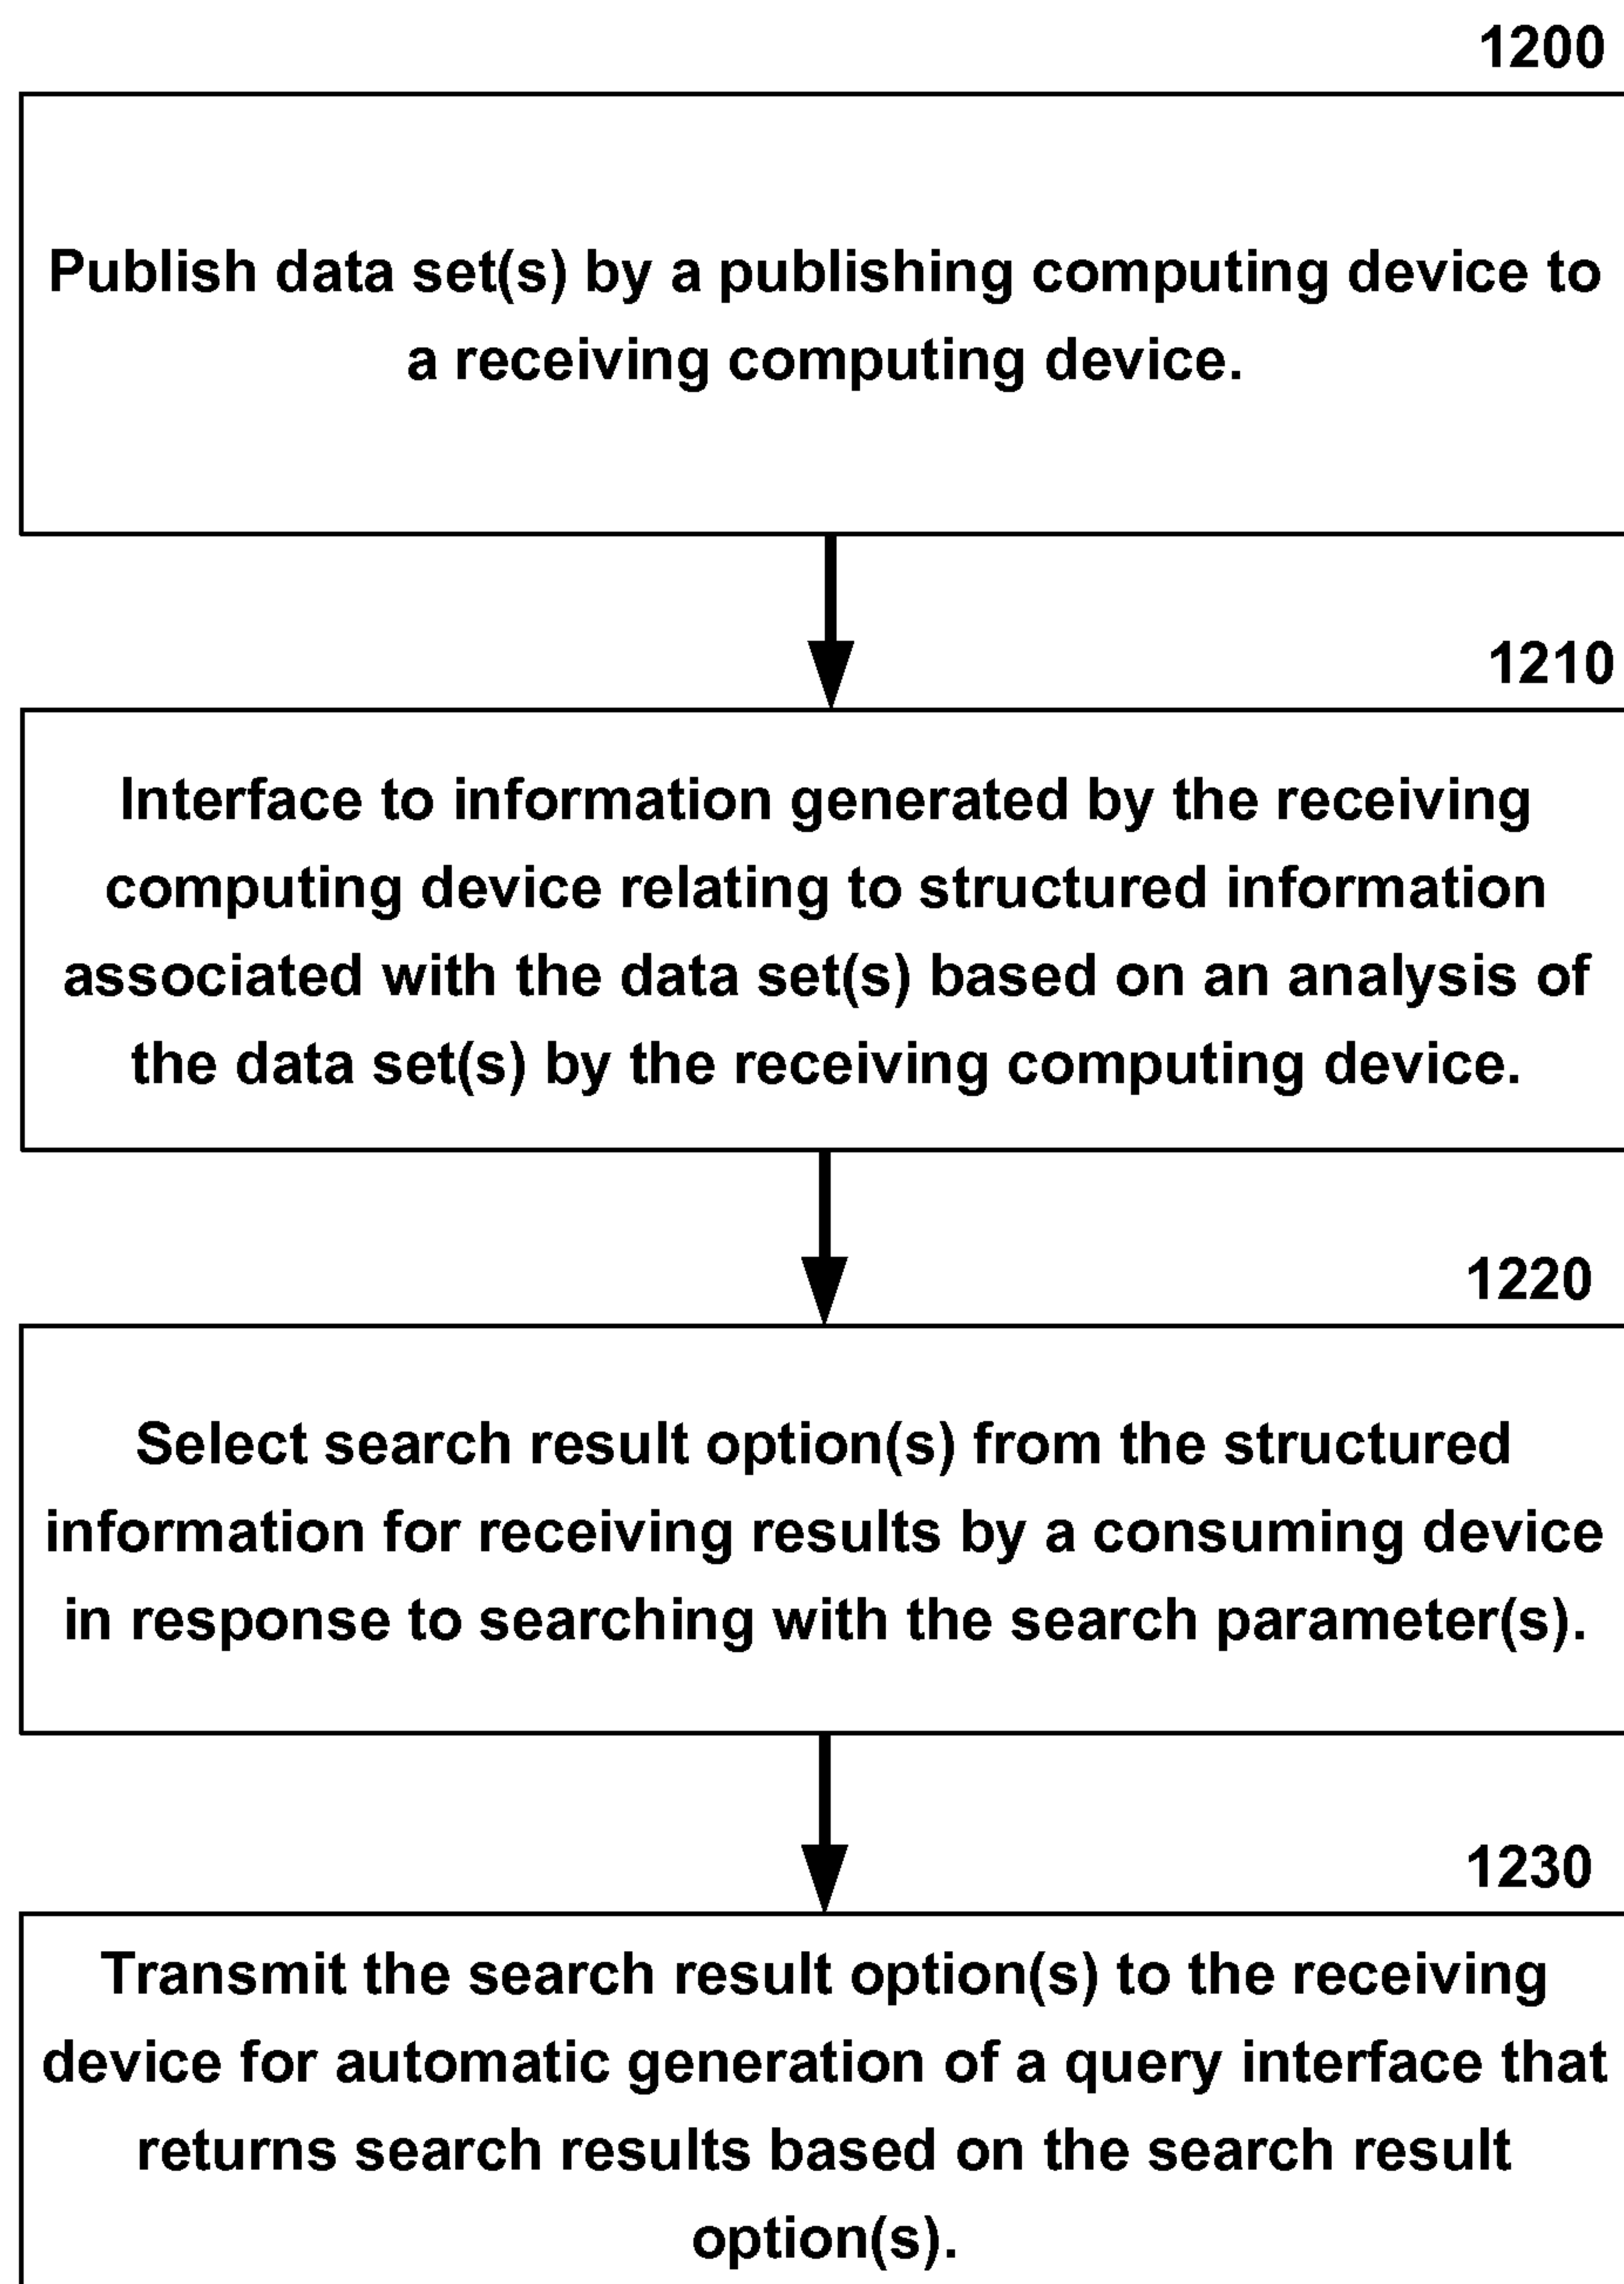 1200
Publish data set(s) by a publishing computing device to
a receiving computing device.
1210
Interface to information generated by the receiving
computing device relating to structured information
associated with the data set(s) based on an analysis of
the data set(s) by the receiving computing device.
1220
Select search result option(s) from the structured
information for receiving results by a consuming device
in response to searching with the search parameter(s).
1230
Transmit the search result option(s) to the receiving
device for automatic generation of a query interface that
returns search results based on the search result
option(s).